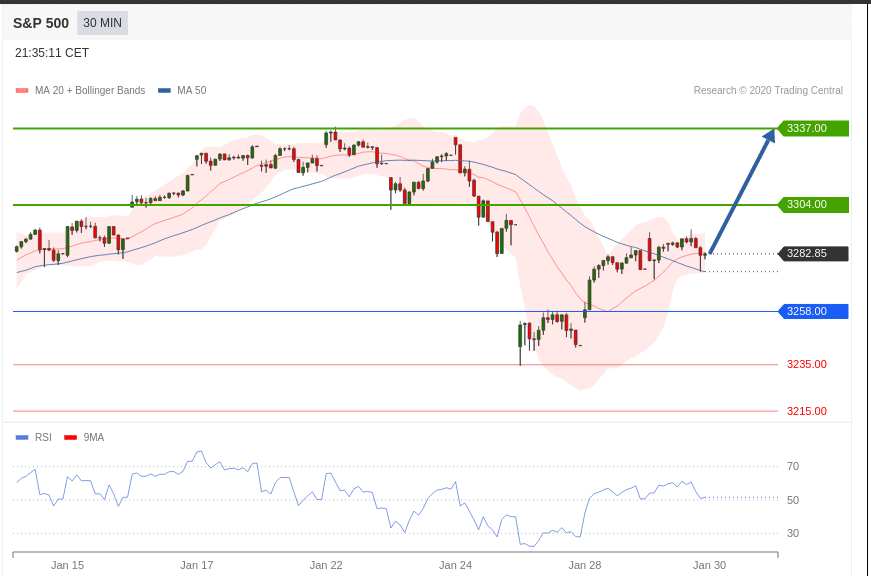 S&P 500 30 MIN
21:35:11 CET
MA 20 + Bollinger Bands MA 50 Research © 2020 Trading Central
3337.00
3304.00
3282.85
3258.00
3235.00
3215.00
RSI 9MA
70
50
30
Jan 15 Jan 17 Jan 22 Jan 24 Jan 28 Jan 30